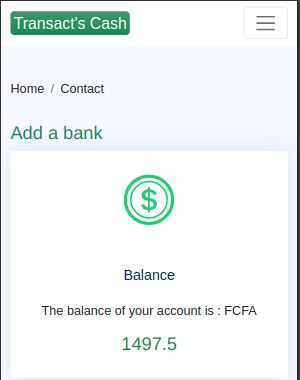 Transact's Cash
Home / Contact
Add a bank
$
Balance
The balance of your account is : FCFA
1497.5